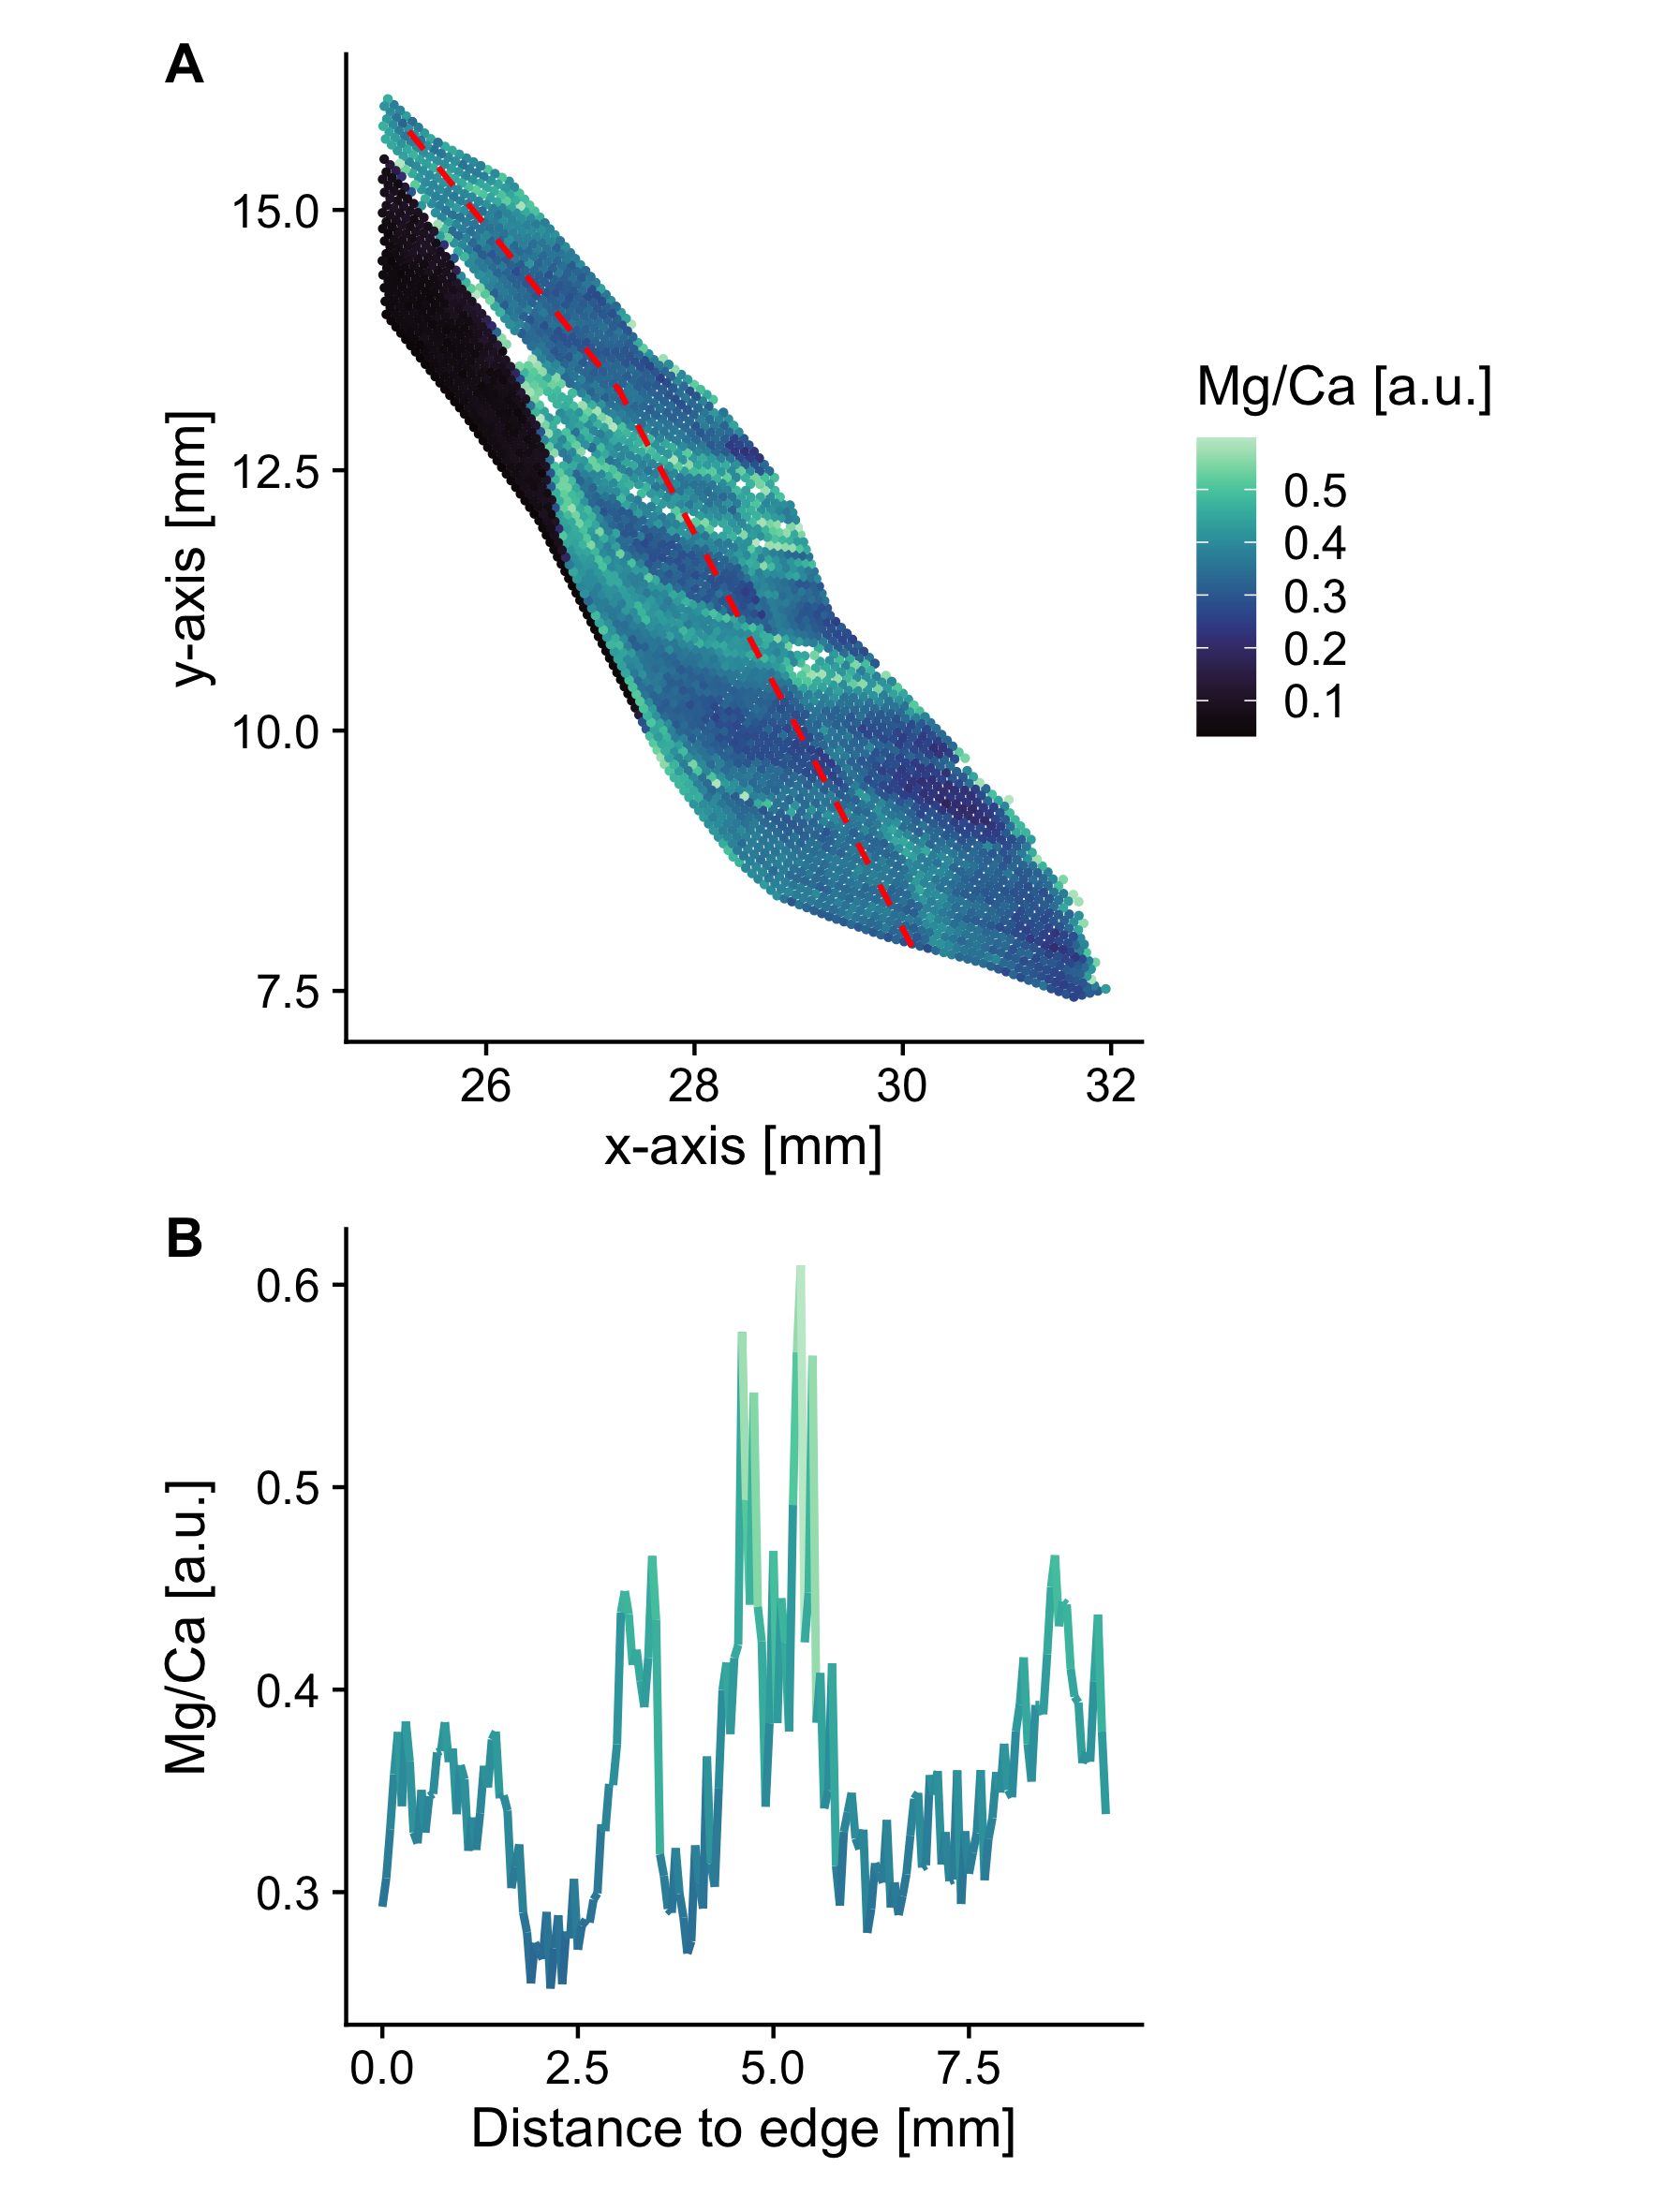 A
15.0
12.5
10.0
7.5
y-axis [mm]
26 28 30 32
x-axis [mm]
Mg/Ca [a.u.]
0.5
0.4
0.3
0.2
0.1
B
0.6
0.5
0.4
0.3
Mg/Ca [a.u.]
0.0 2.5 5.0 7.5
Distance to edge [mm]